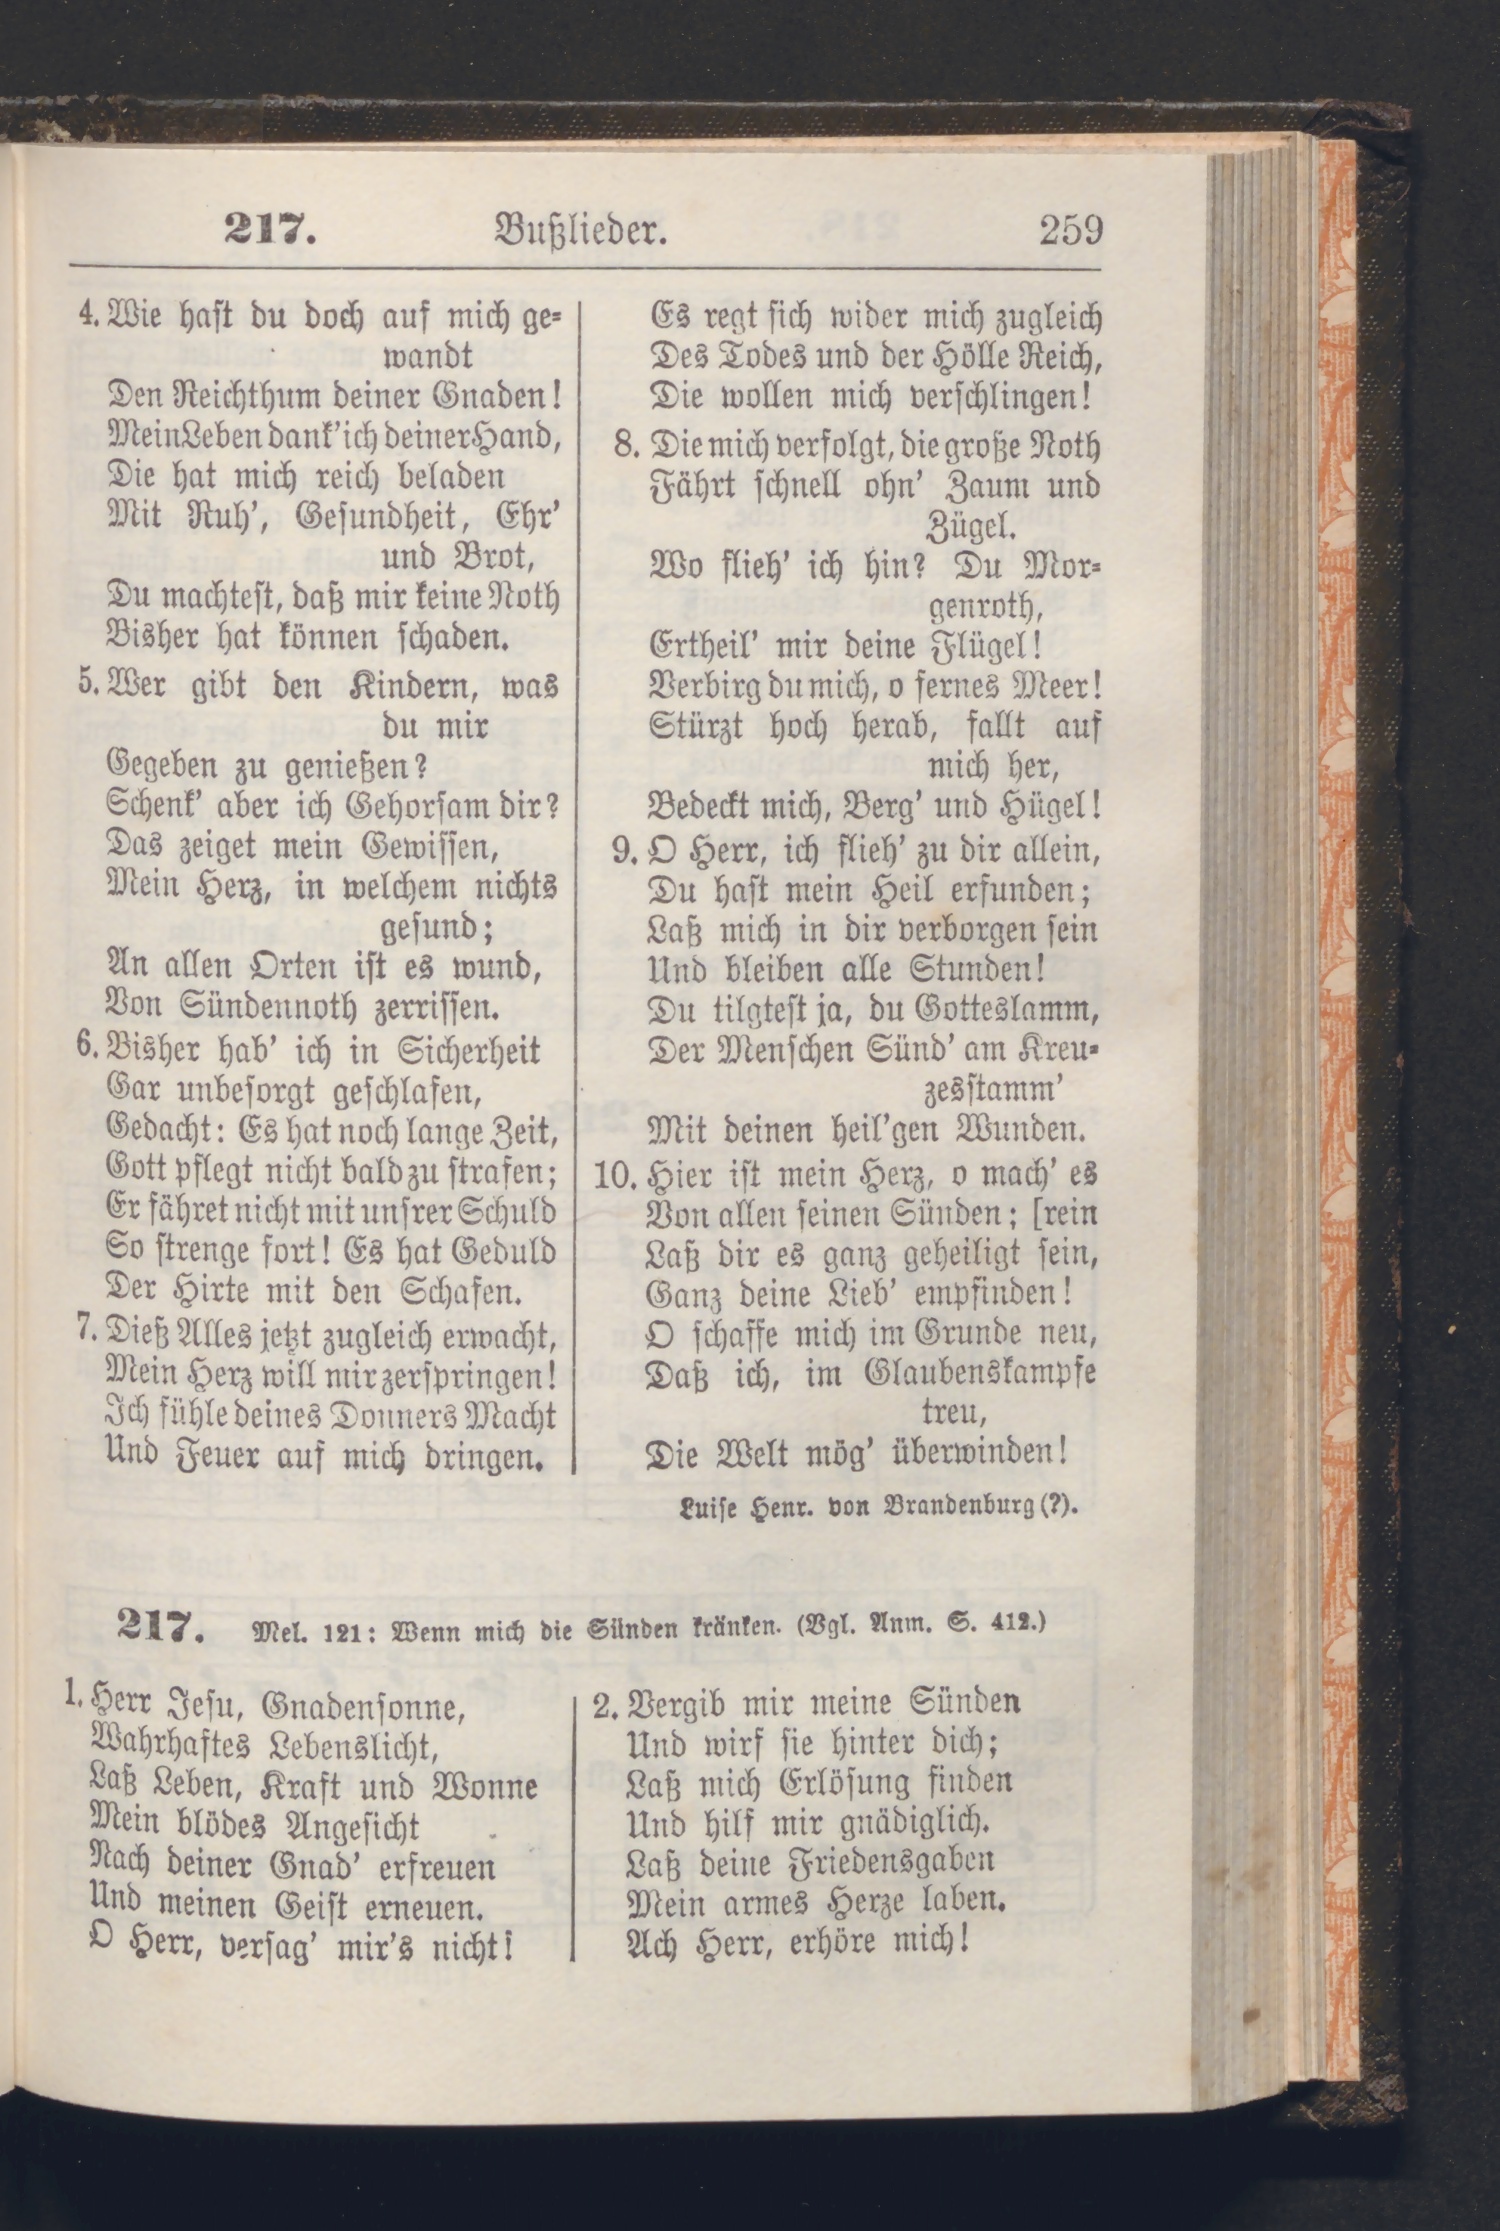 217. Bußlieder. 259
4. Wie hast du doch auf mich ge-
wandt
Den Reichthum deiner Gnaden!
Mein Leben dank' ich deiner Hand,
Die hat mich reich beladen
Mit Ruh', Gesundheit, Ehr'
und Brot,
Du machtest, daß mir keine Noth
Bisher hat können schaden.
5. Wer gibt den Kindern, was
du mir
Gegeben zu genießen?
Schenk' aber ich Gehorsam dir?
Das zeiget mein Gewissen,
Mein Herz, in welchem nichts
gesund;
An allen Orten ist es wund,
Von Sündennoth zerrissen.
6. Bisher hab' ich in Sicherheit
Gar unbesorgt geschlafen,
Gedacht: Es hat noch lange Zeit,
Gott pflegt nicht bald zu strafen;
Er fähret nicht mit unsrer Schuld
So strenge fort! Es hat Geduld
Der Hirte mit den Schafen.
7. Dieß Alles jetzt zugleich erwacht,
Mein Herz will mir zerspringen!
Ich fühle deines Donners Macht
Und Feuer auf mich dringen.
Es regt sich wider mich zugleich
Des Todes und der Hölle Reich,
Die wollen mich verschlingen!
8. Die mich verfolgt, die große Noth
Fährt schnell ohn' Zaum und
Zügel.
Wo flieh' ich hin? Du Mor-
genroth,
Ertheil' mir deine Flügel!
Verbirg du mich, o fernes Meer!
Stürzt hoch herab, fallt auf
mich her,
Bedeckt mich, Berg' und Hügel!
9. O Herr, ich flieh' zu dir allein,
Du hast mein Heil erfunden;
Laß mich in dir verborgen sein
Und bleiben alle Stunden!
Du tilgtest ja, du Gotteslamm,
Der Menschen Sünd' am Kreu-
zesstamm'
Mit deinen heil'gen Wunden.
10. Hier ist mein Herz, o mach' es
Von allen seinen Sünden; [rein
Laß dir es ganz geheiligt sein,
Ganz deine Lieb' empfinden!
O schaffe mich im Grunde neu,
Daß ich, im Glaubenskampfe
treu,
Die Welt mög' überwinden!
Luise Henr. von Brandenburg (?).
217. Mel. 121: Wenn mich die Sünden kränken. (Vgl. Anm. S. 412.)
1. Herr Jesu, Gnadensonne,
Wahrhaftes Lebenslicht,
Laß Leben, Kraft und Wonne
Mein blödes Angesicht
Nach deiner Gnad' erfreuen
Und meinen Geist erneuen.
O Herr, versag' mir's nicht!
2. Vergib mir meine Sünden
Und wirf sie hinter dich;
Laß mich Erlösung finden
Und hilf mir gnädiglich.
Laß deine Friedensgaben
Mein armes Herze laben.
Ach Herr, erhöre mich!